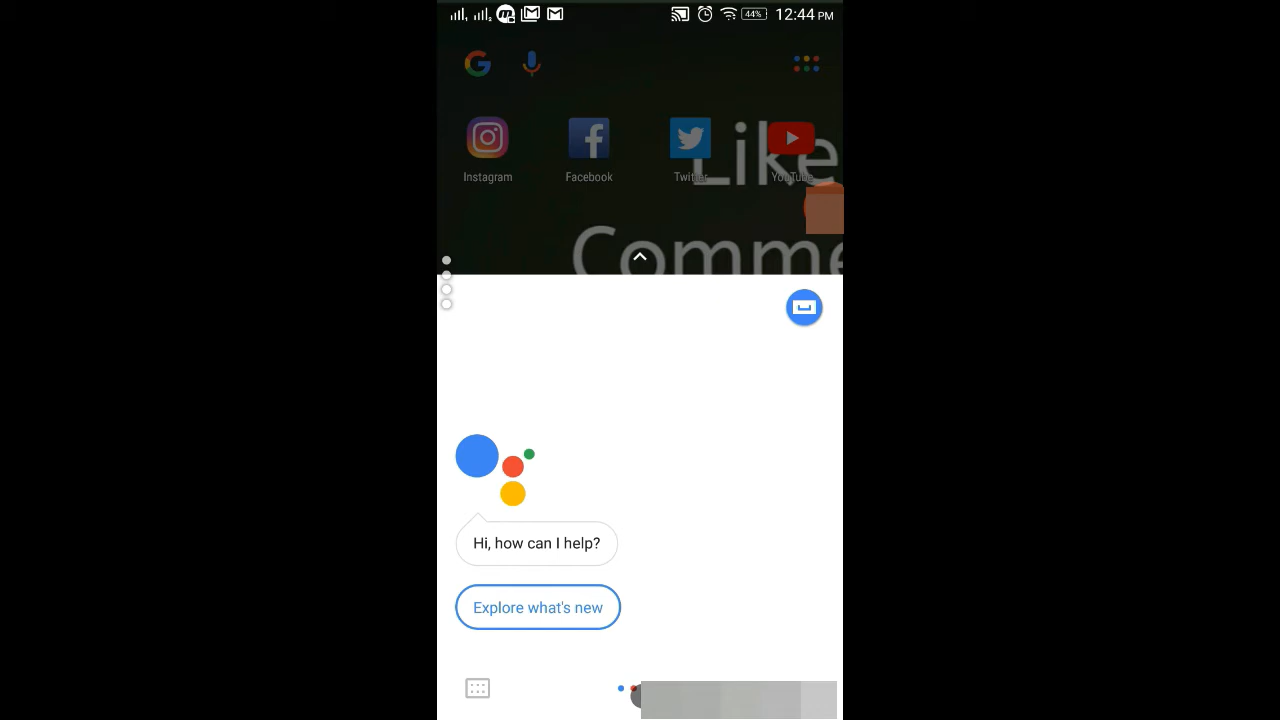 44%
12:44 PM
Instagram
Facebook
Twitter
YouTube
Like
Comme
Hi, how can I help?
Explore what's new